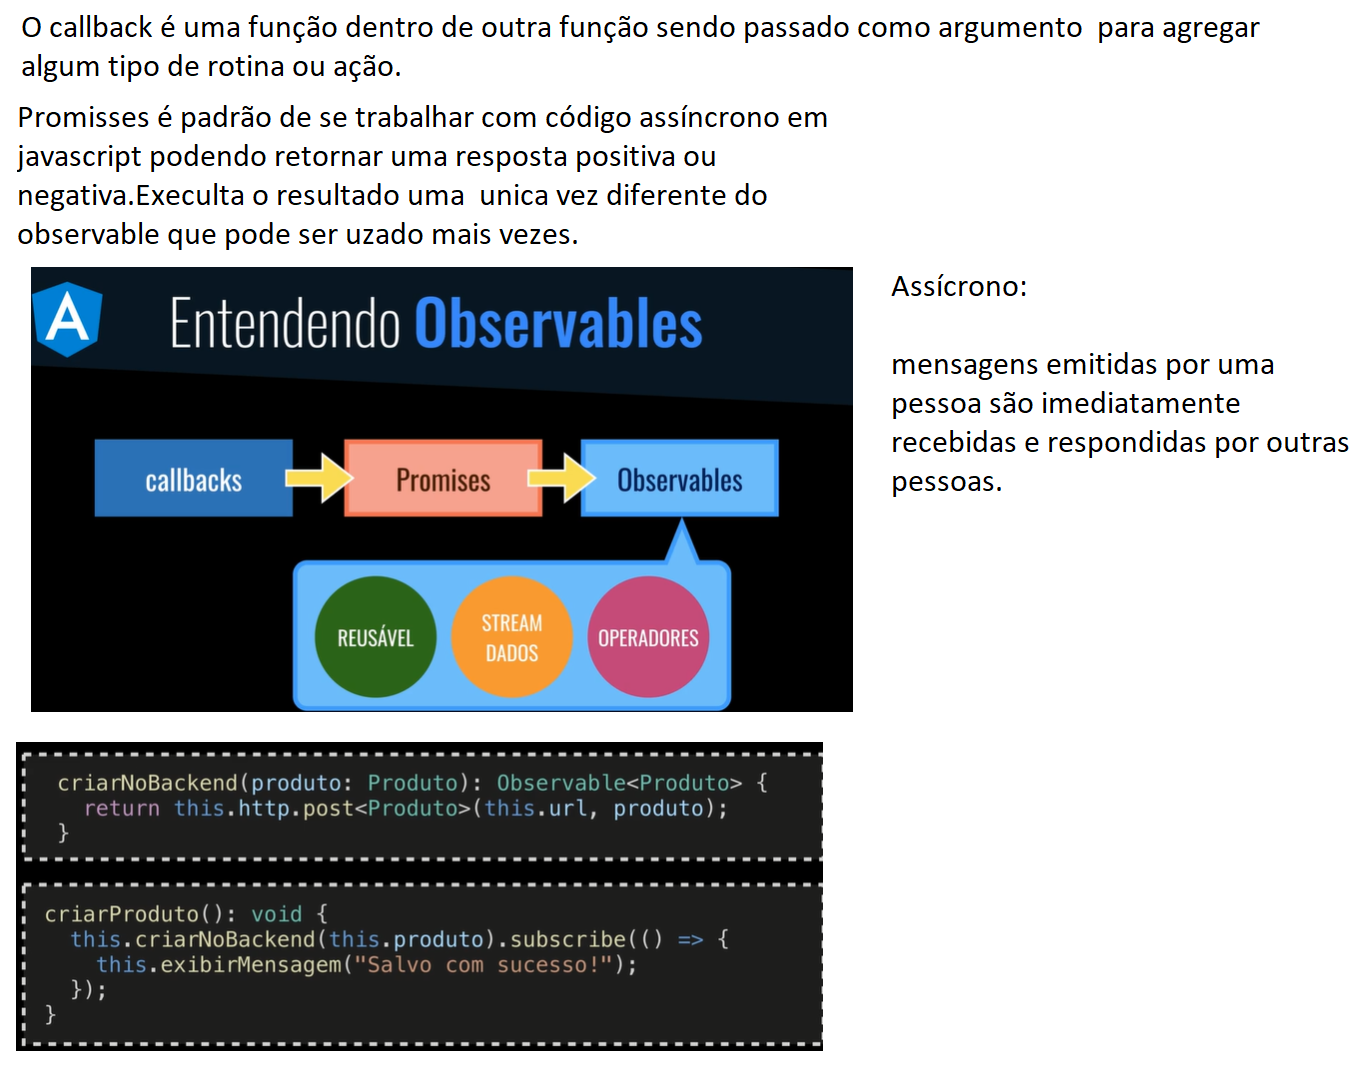 O callback é uma função dentro de outra função sendo passado como argumento  para agregar
algum tipo de rotina ou ação.
Promisses é padrão de se trabalhar com código assíncrono em
javascript podendo retornar uma resposta positiva ou
negativa.Execulta o resultado uma  unica vez diferente do
observable que pode ser uzado mais vezes.
A
Entendendo Observables
callbacks
Promises
Observables
REUSÁVEL
STREAM
DADOS
OPERADORES
Assícrono:
mensagens emitidas por uma
pessoa são imediatamente
recebidas e respondidas por outras
pessoas.
criarNoBackend(produto: Produto): Observable<Produto> {
  return this.http.post<Produto>(this.url, produto);
}
criarProduto(): void {
  this.criarNoBackend(this.produto).subscribe(() => {
    this.exibirMensagem("Salvo com sucesso!");
  });
}